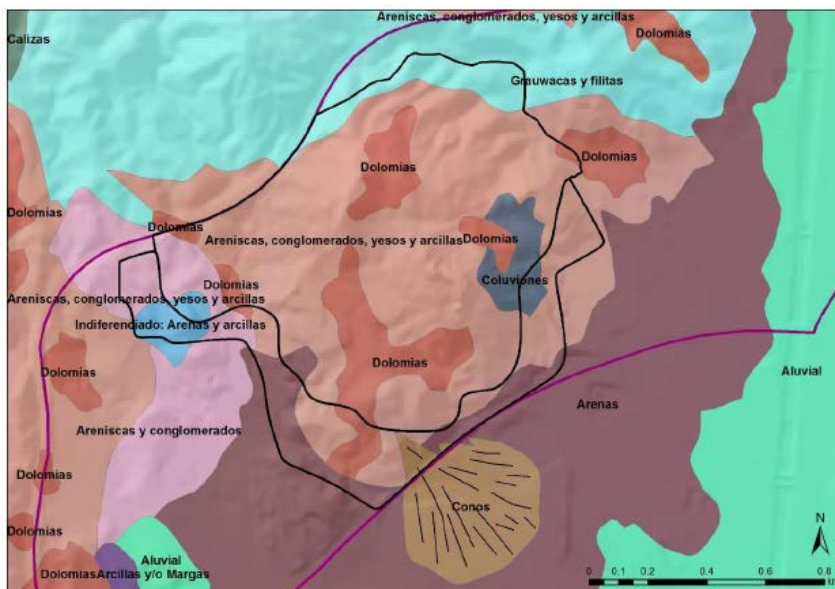 Areniscas, conglomerados, yesos y arcillas
Calizas
Dolomias
Grauwacas y filitas
Dolomias
Dolomias
Dolomias
Dolomias
Areniscas, conglomerados, yesos y arcillas
Dolomias
Dolomias
Coluviones
Areniscas, conglomerados, yesos y arcillas
Indiferenciado: Arenas y arcillas
Dolomias
Dolomias
Aluvial
Arenas
Areniscas y conglomerados
Dolomias
Conos
N
Dolomias
Aluvial
Dolomias
Arcillas y/o Margas
0 0.1 0.2 0.4 0.6 0.8